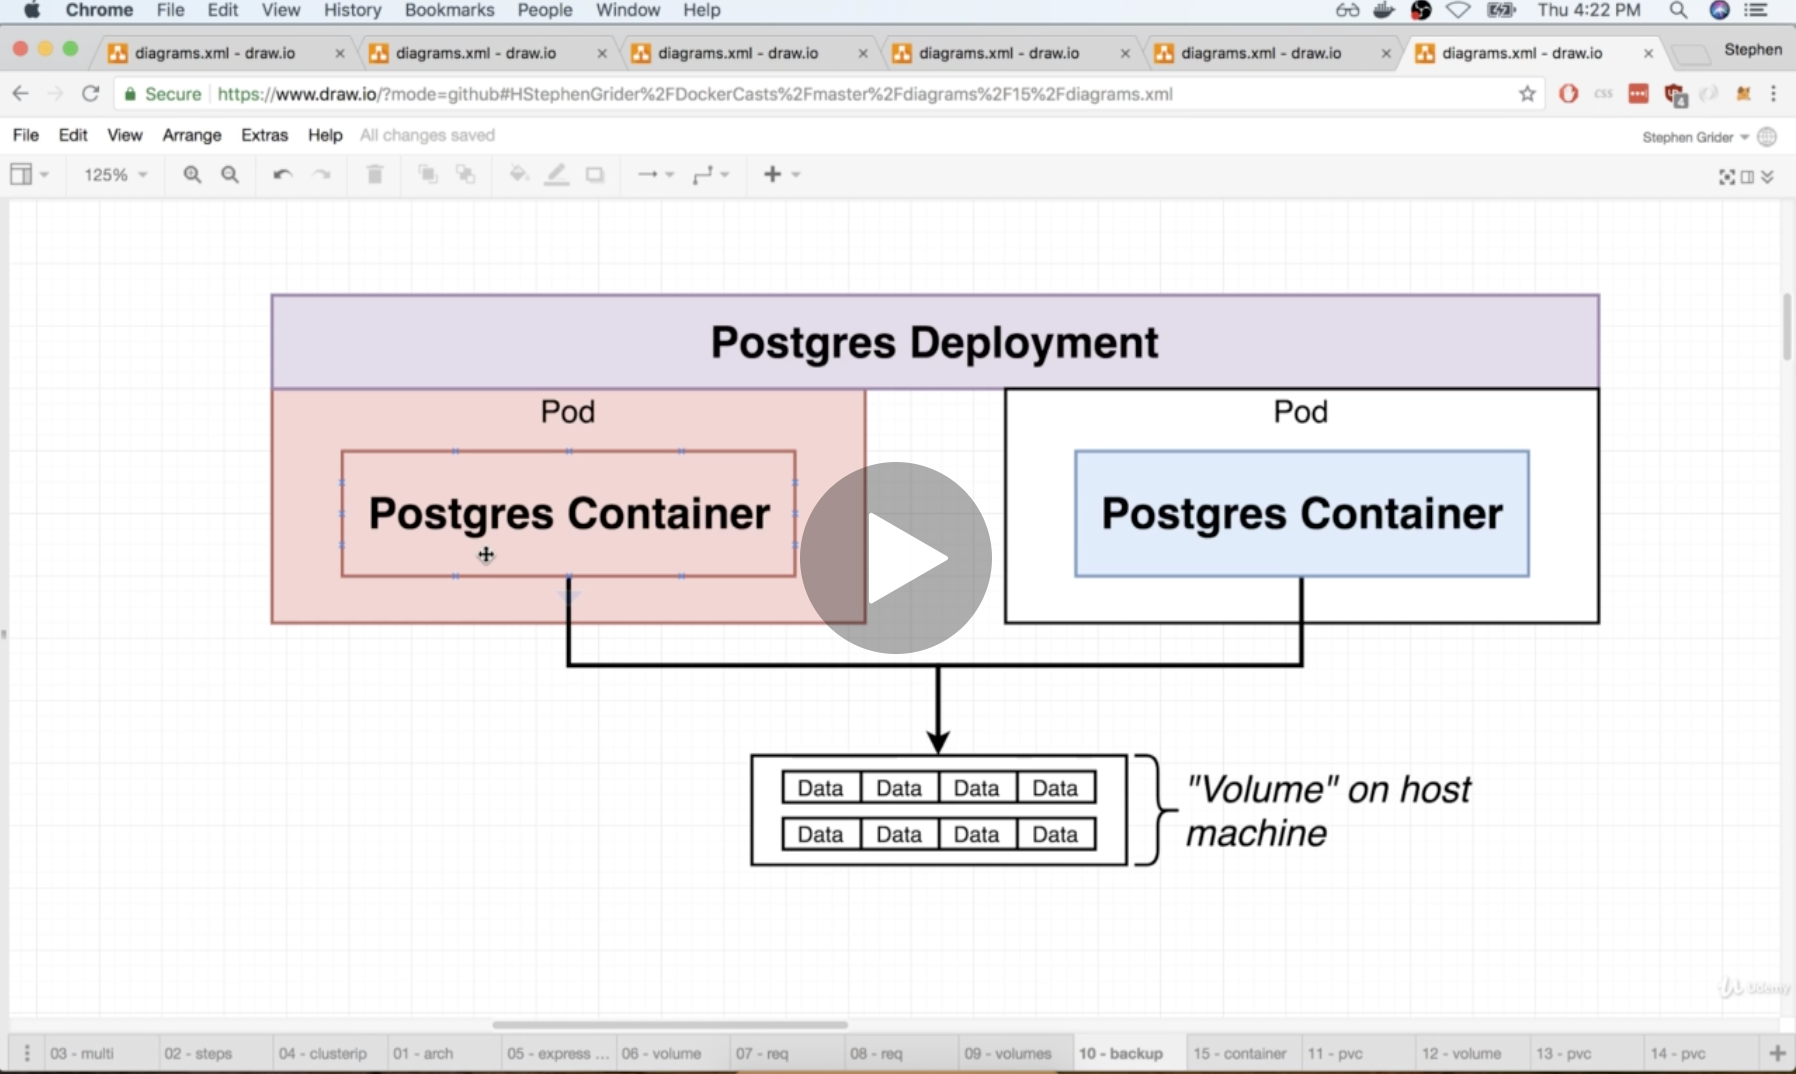 Chrome File Edit View History Bookmarks People Window Help Thu 4:22 PM
diagrams.xml - draw.io diagrams.xml - draw.io diagrams.xml - draw.io diagrams.xml - draw.io diagrams.xml - draw.io diagrams.xml - draw.io Stephen
Secure https://www.draw.io/?mode=github#HStephenGrider%2FDockerCasts%2Fmaster%2Fdiagrams%2F15%2Fdiagrams.xml css 4
File Edit View Arrange Extras Help All changes saved Stephen Grider
125%
Postgres Deployment
Pod Pod
Postgres Container Postgres Container
Data Data Data Data
Data Data Data Data
"Volume" on host
machine
Udemy
03 - multi 02 - steps 04 - clusterip 01 - arch 05 - express ... 06 - volume 07 - req 08 - req 09 - volumes 10 - backup 15 - container 11 - pvc 12 - volume 13 - pvc 14 - pvc